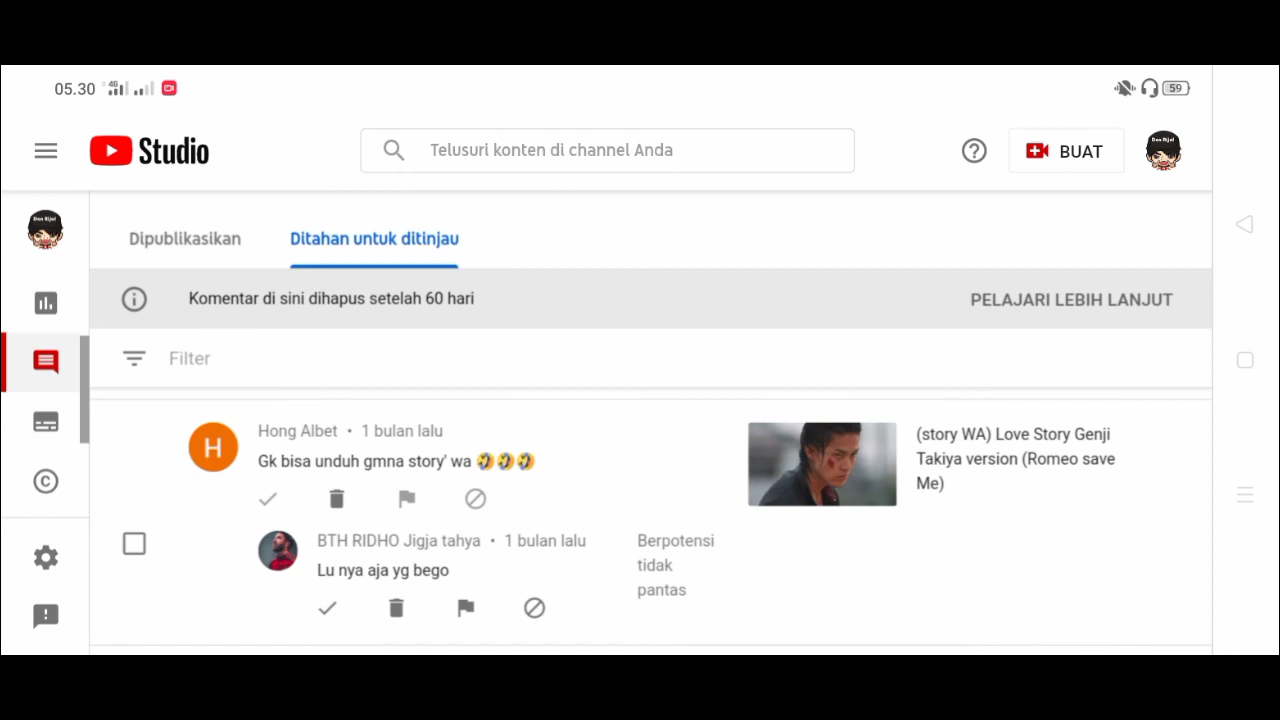 05.30 4G 59
Studio
Telusuri konten di channel Anda
BUAT
Dipublikasikan
Ditahan untuk ditinjau
Komentar di sini dihapus setelah 60 hari
PELAJARI LEBIH LANJUT
Filter
H
Hong Albet • 1 bulan lalu
Gk bisa unduh gmna story' wa 🤣🤣🤣
(story WA) Love Story Genji
Takiya version (Romeo save
Me)
BTH RIDHO Jigja tahya • 1 bulan lalu
Lu nya aja yg bego
Berpotensi
tidak
pantas